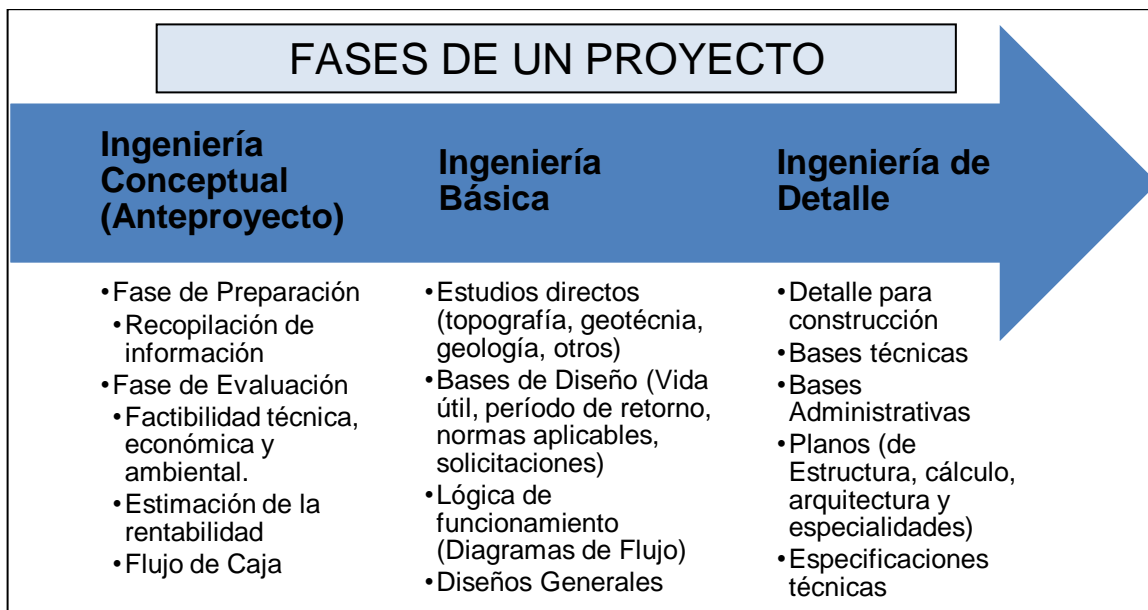 FASES DE UN PROYECTO
Ingeniería
Conceptual
(Anteproyecto)
•Fase de Preparación
•Recopilación de
información
•Fase de Evaluación
•Factibilidad técnica,
económica y
ambiental.
•Estimación de la
rentabilidad
•Flujo de Caja
Ingeniería
Básica
•Estudios directos
(topografía, geotécnia,
geología, otros)
•Bases de Diseño (Vida
útil, período de retorno,
normas aplicables,
solicitaciones)
•Lógica de
funcionamiento
(Diagramas de Flujo)
•Diseños Generales
Ingeniería de
Detalle
•Detalle para
construcción
•Bases técnicas
•Bases
Administrativas
•Planos (de
Estructura, cálculo,
arquitectura y
especialidades)
•Especificaciones
técnicas